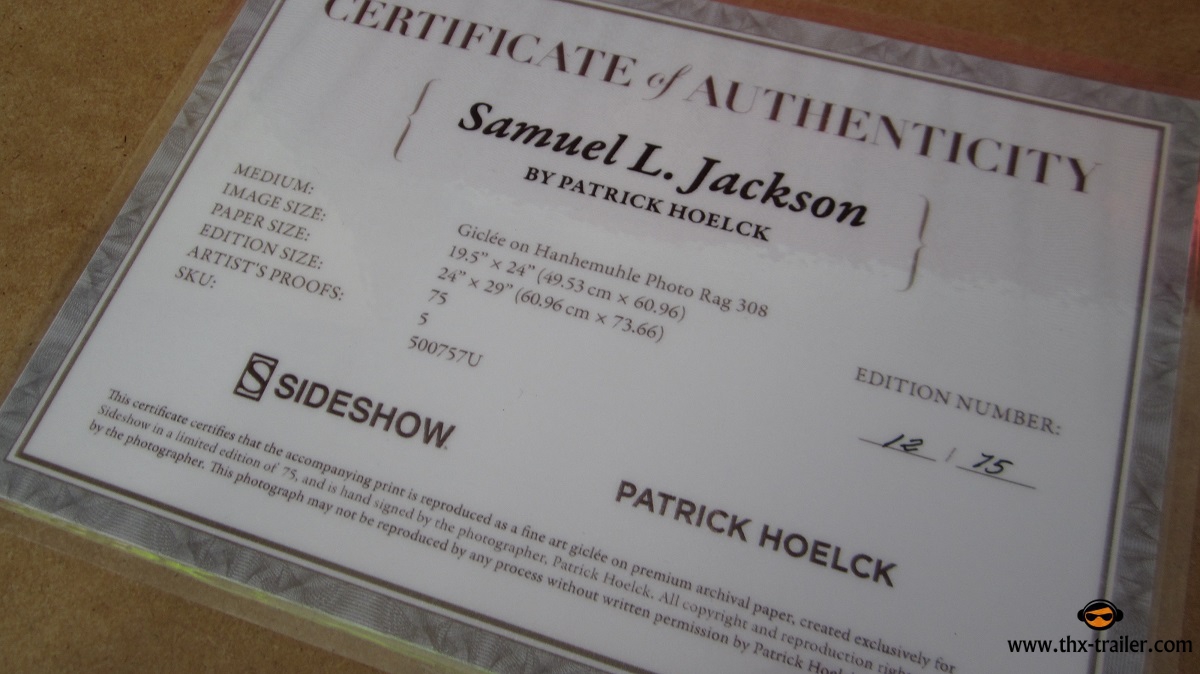 CERTIFICATE of AUTHENTICITY
Samuel L. Jackson
BY PATRICK HOELCK
MEDIUM: Giclée on Hanhemuhle Photo Rag 308
IMAGE SIZE: 19.5” × 24” (49.53 cm × 60.96)
PAPER SIZE: 24” × 29” (60.96 cm × 73.66)
EDITION SIZE: 75
ARTIST'S PROOFS: 5
SKU: 500757U
EDITION NUMBER:
12 / 75
SIDESHOW
PATRICK HOELCK
This certificate certifies that the accompanying print is reproduced as a fine art giclée on premium archival paper, created exclusively for
Sideshow in a limited edition of 75, and is hand signed by the photographer, Patrick Hoelck. All copyright and reproduction
by the photographer. This photograph may not be reproduced by any process without written permission by Patrick
www.thx-trailer.com